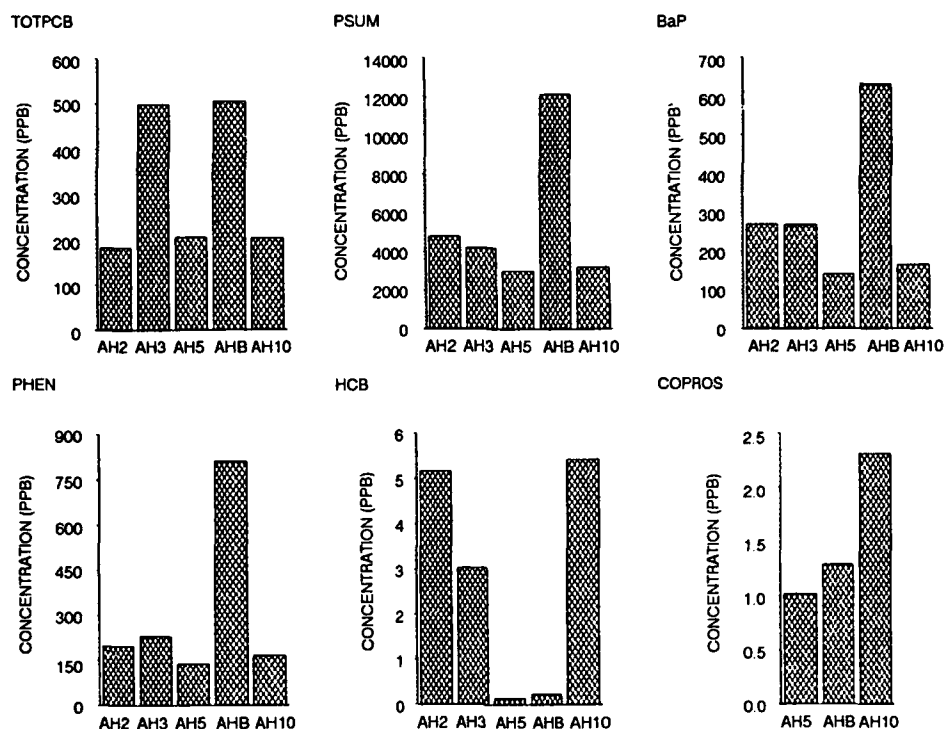 TOTPCB
CONCENTRATION (PPB)
600
500
400
300
200
100
0
AH2 AH3 AH5 AHB AH10
PSUM
CONCENTRATION (PPB)
14000
12000
10000
8000
6000
4000
2000
0
AH2 AH3 AH5 AHB AH10
BaP
CONCENTRATION (PPB'
700
600
500
400
300
200
100
0
AH2 AH3 AH5 AHB AH10
PHEN
CONCENTRATION (PPB)
900
750
600
450
300
150
0
AH2 AH3 AH5 AHB AH10
HCB
CONCENTRATION (PPB)
6
5
4
3
2
1
0
AH2 AH3 AH5 AHB AH10
COPROS
CONCENTRATION (PPB)
2.5
2.0
1.5
1.0
0.5
0.0
AH5 AHB AH10